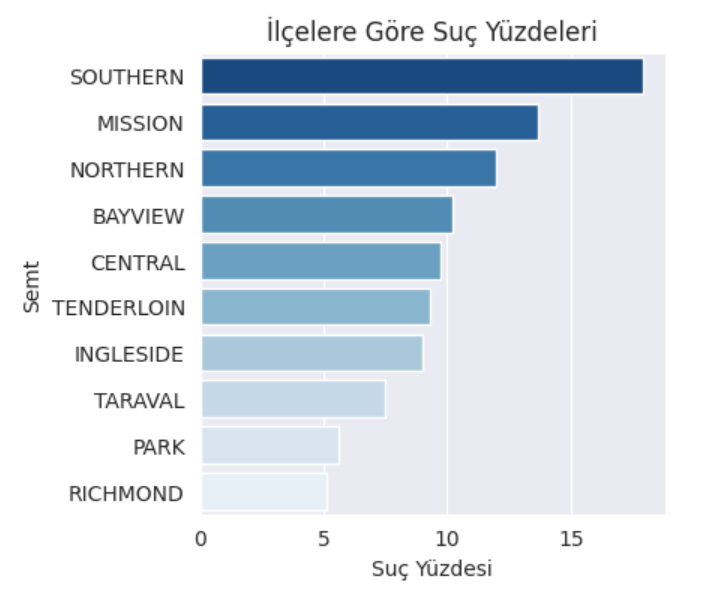 İlçelere Göre Suç Yüzdeleri
SOUTHERN
MISSION
NORTHERN
BAYVIEW
CENTRAL
TENDERLOIN
INGLESIDE
TARAVAL
PARK
RICHMOND
Semt
0 5 10 15
Suç Yüzdesi